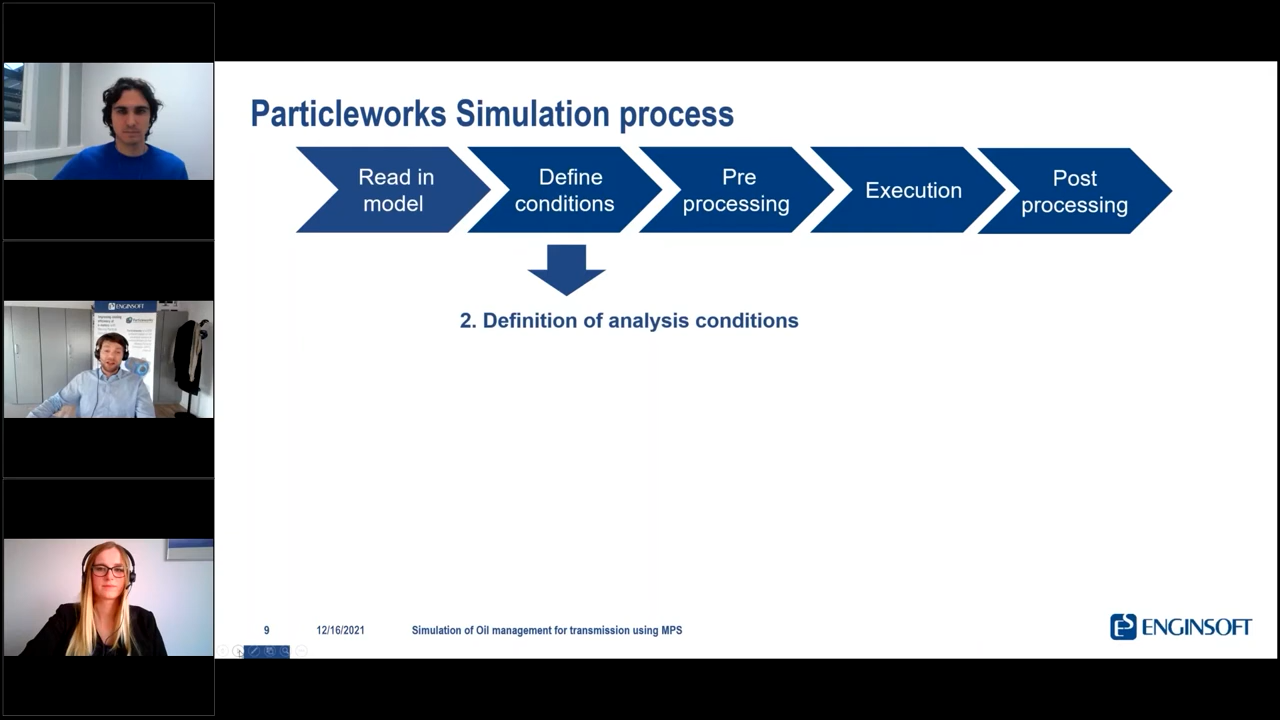 Particleworks Simulation process
Read in
model
Define
conditions
Pre
processing
Execution
Post
processing
2. Definition of analysis conditions
9
12/16/2021
Simulation of Oil management for transmission using MPS
ENGINSOFT
ENGINSOFT